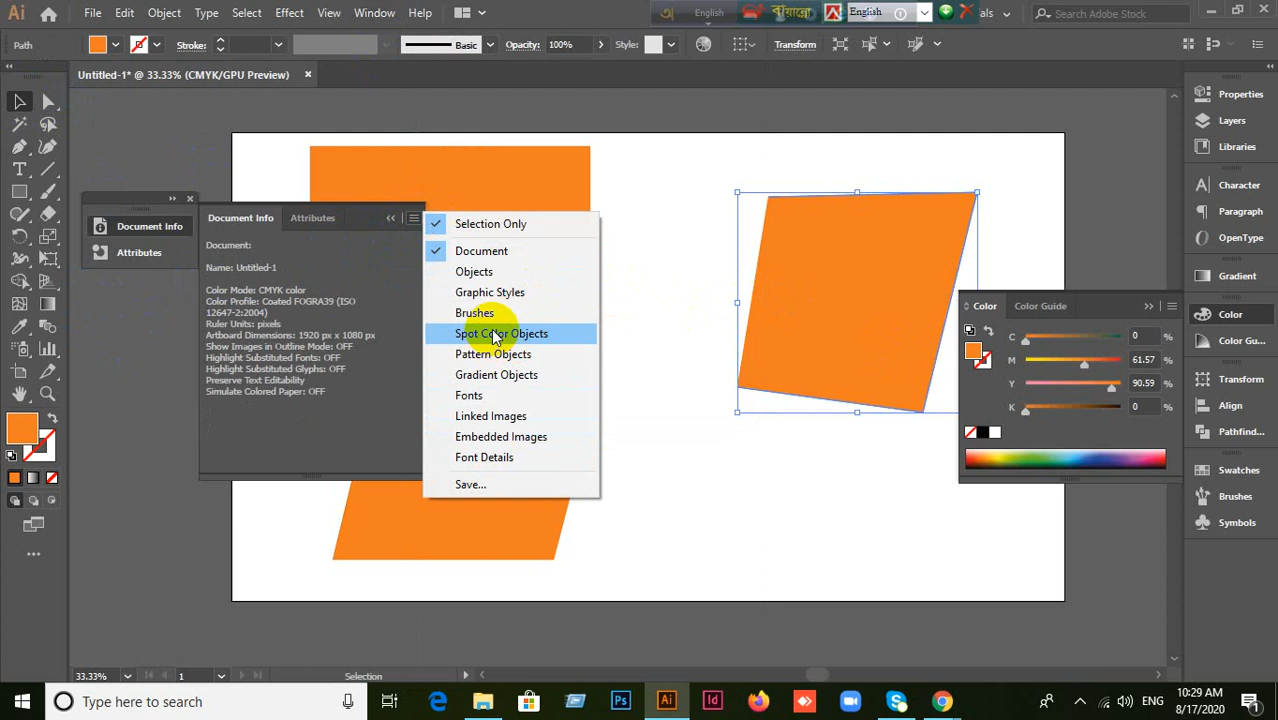 Ai File Edit Object Type Select Effect View Window Help English বাঁয়ান্নো English Search Adobe Stock
Path Stroke: Basic Opacity: 100% Style: Transform
Untitled-1* @ 33.33% (CMYK/GPU Preview)
Document Info
Attributes
Document Info Attributes
Document:
Name: Untitled-1
Color Mode: CMYK color
Color Profile: Coated FOGRA39 (ISO
12647-2:2004)
Ruler Units: pixels
Artboard Dimensions: 1920 px x 1080 px
Show Images in Outline Mode: OFF
Highlight Substituted Fonts: OFF
Highlight Substituted Glyphs: OFF
Preserve Text Editability
Simulate Colored Paper: OFF
Selection Only
Document
Objects
Graphic Styles
Brushes
Spot Color Objects
Pattern Objects
Gradient Objects
Fonts
Linked Images
Embedded Images
Font Details
Save...
Color Color Guide
C 0
M 61.57
Y 90.59
K 0
Properties
Layers
Libraries
Character
Paragraph
OpenType
Gradient
Color
Color Gu...
Transform
Align
Pathfind...
Swatches
Brushes
Symbols
33.33% 1 Selection
Type here to search
Ps Ai Id
ENG
10:29 AM
8/17/2020
1